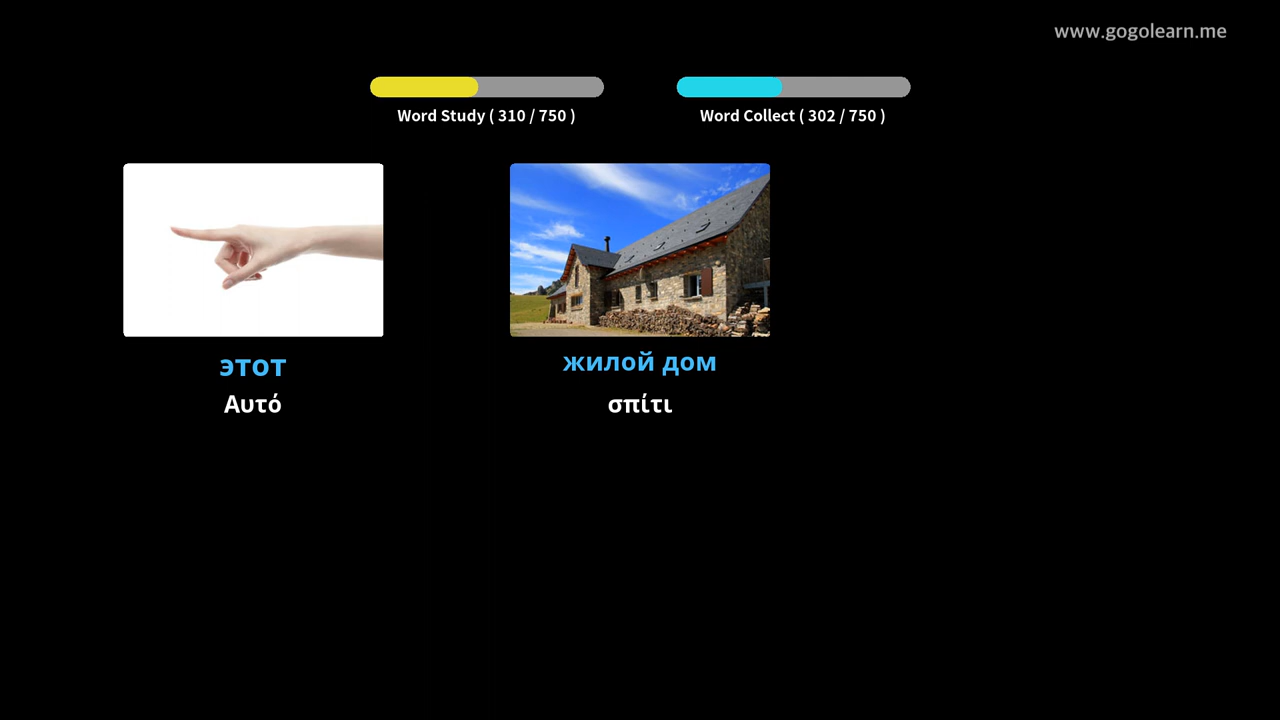 www.gogolearn.me
Word Study ( 310 / 750 )
Word Collect ( 302 / 750 )
этот
Αυτό
жилой дом
σπίτι